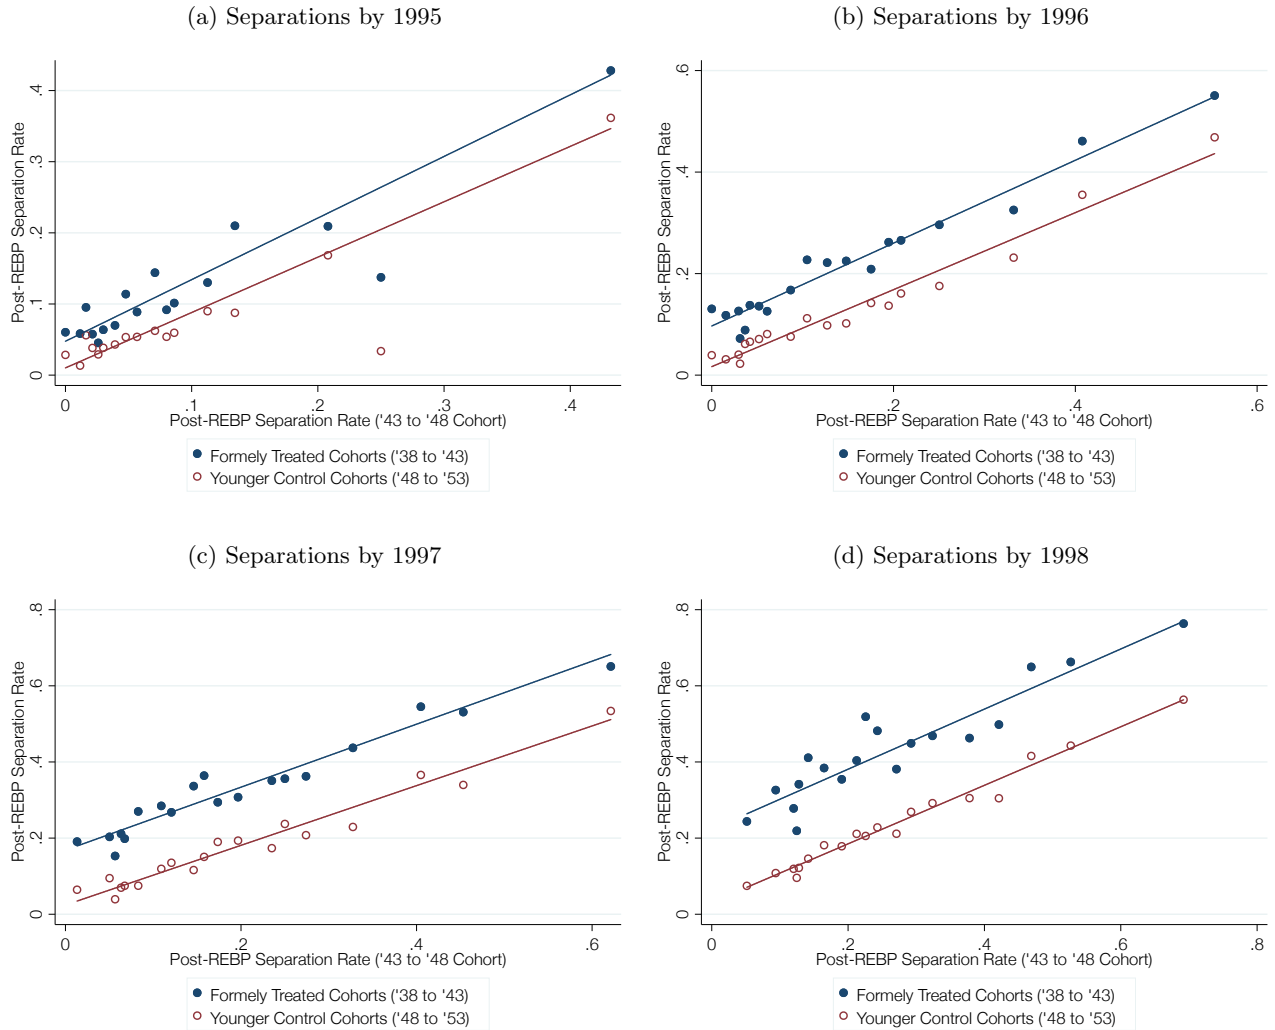 (a) Separations by 1995
Post-REBP Separation Rate
.4
.3
.2
.1
0
0 .1 .2 .3 .4
Post-REBP Separation Rate ('43 to '48 Cohort)
Formely Treated Cohorts ('38 to '43)
Younger Control Cohorts ('48 to '53)
(b) Separations by 1996
Post-REBP Separation Rate
.6
.4
.2
0
0 .2 .4 .6
Post-REBP Separation Rate ('43 to '48 Cohort)
Formely Treated Cohorts ('38 to '43)
Younger Control Cohorts ('48 to '53)
(c) Separations by 1997
Post-REBP Separation Rate
.8
.6
.4
.2
0
0 .2 .4 .6
Post-REBP Separation Rate ('43 to '48 Cohort)
Formely Treated Cohorts ('38 to '43)
Younger Control Cohorts ('48 to '53)
(d) Separations by 1998
Post-REBP Separation Rate
.8
.6
.4
.2
0
0 .2 .4 .6 .8
Post-REBP Separation Rate ('43 to '48 Cohort)
Formely Treated Cohorts ('38 to '43)
Younger Control Cohorts ('48 to '53)